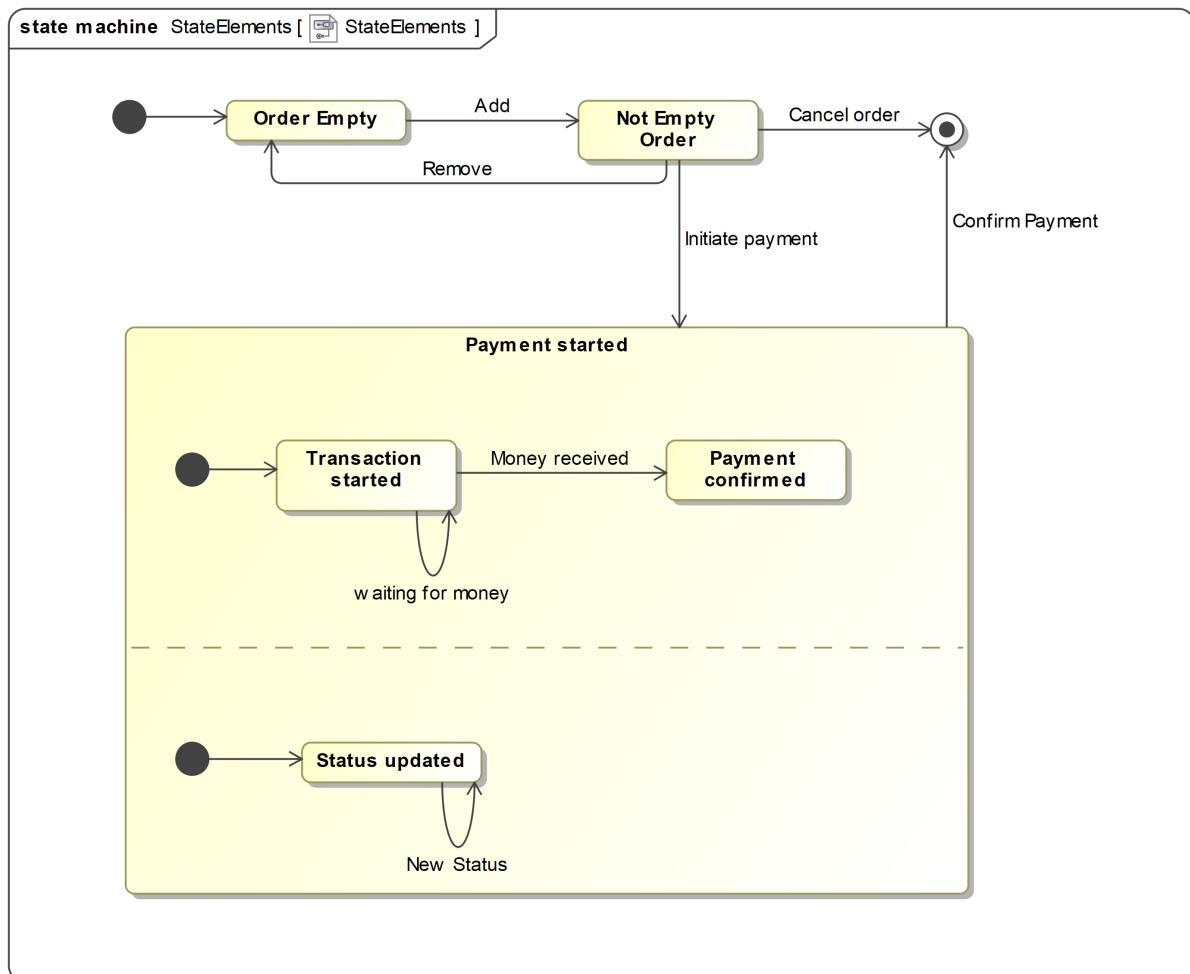 state machine StateElements [ StateElements ]
Order Empty
Add
Not Empty
Order
Cancel order
Remove
Initiate payment
Confirm Payment
Payment started
Transaction
started
Money received
Payment
confirmed
waiting for money
Status updated
New Status